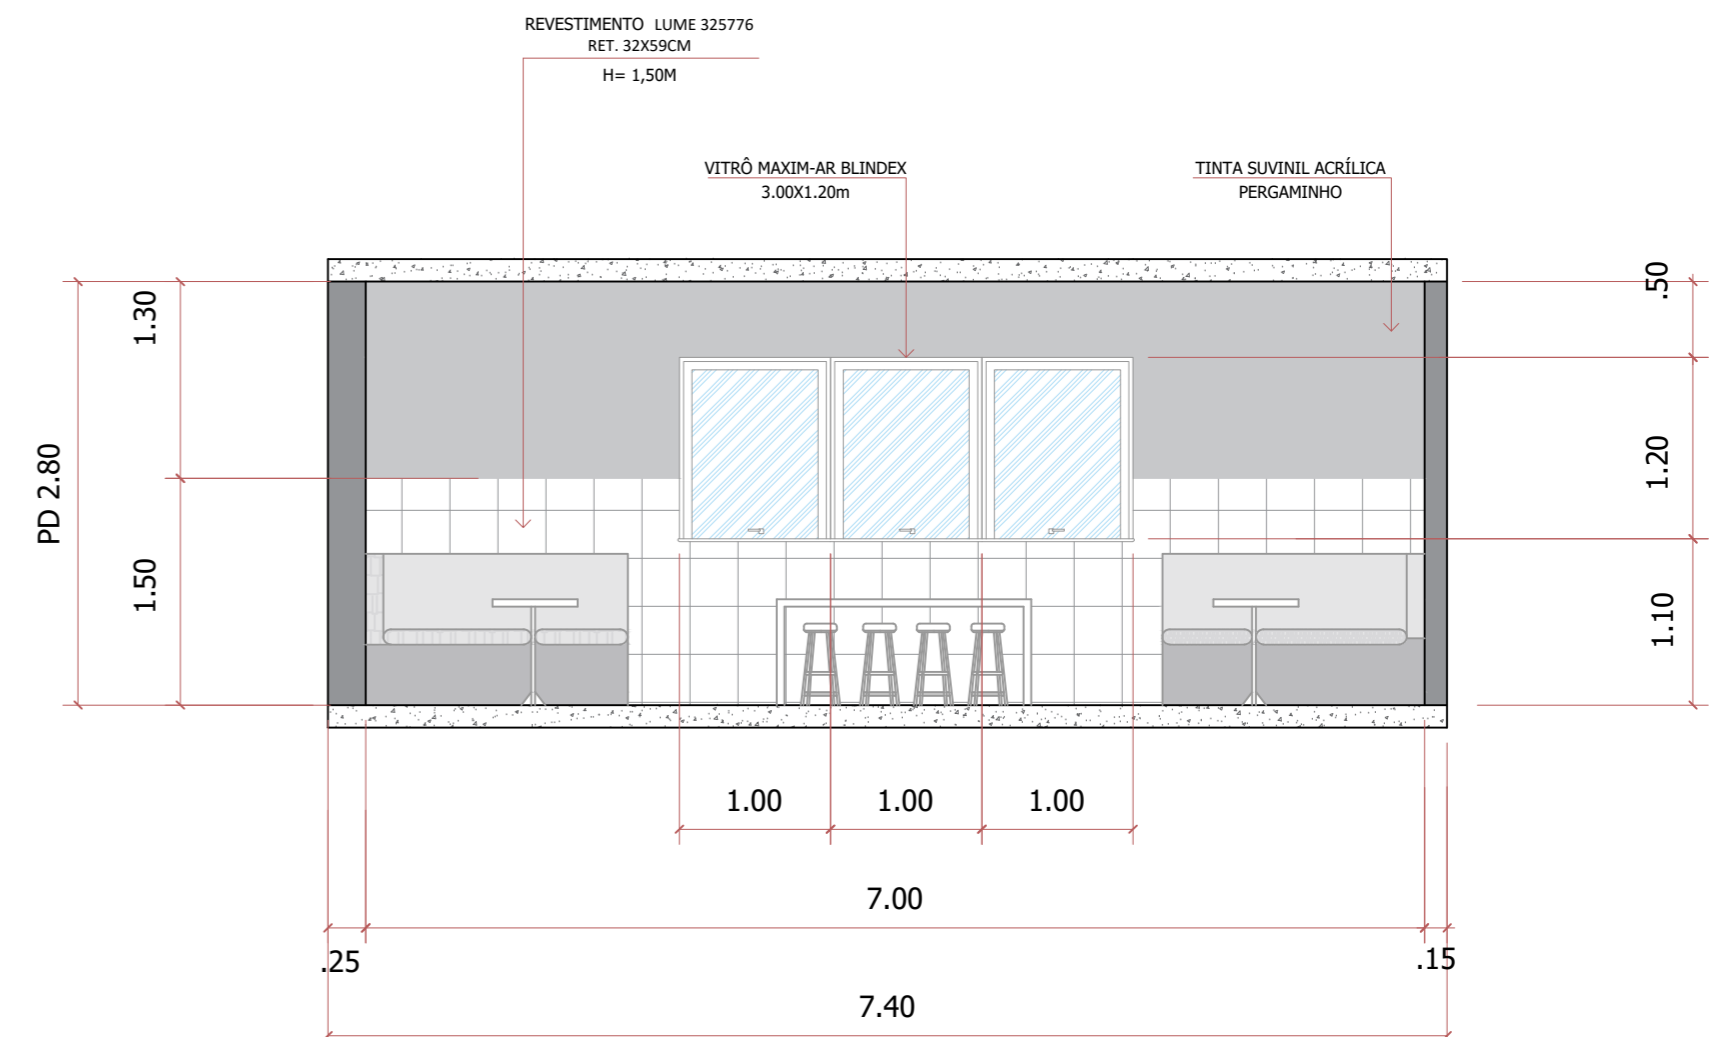 REVESTIMENTO LUME 325776
RET. 32X59CM
H= 1,50M
VITRÔ MAXIM-AR BLINDEX
3.00X1.20m
TINTA SUVINIL ACRÍLICA
PERGAMINHO
1.30
.50
PD 2.80
1.20
1.50
1.10
1.00
1.00
1.00
7.00
.25
.15
7.40